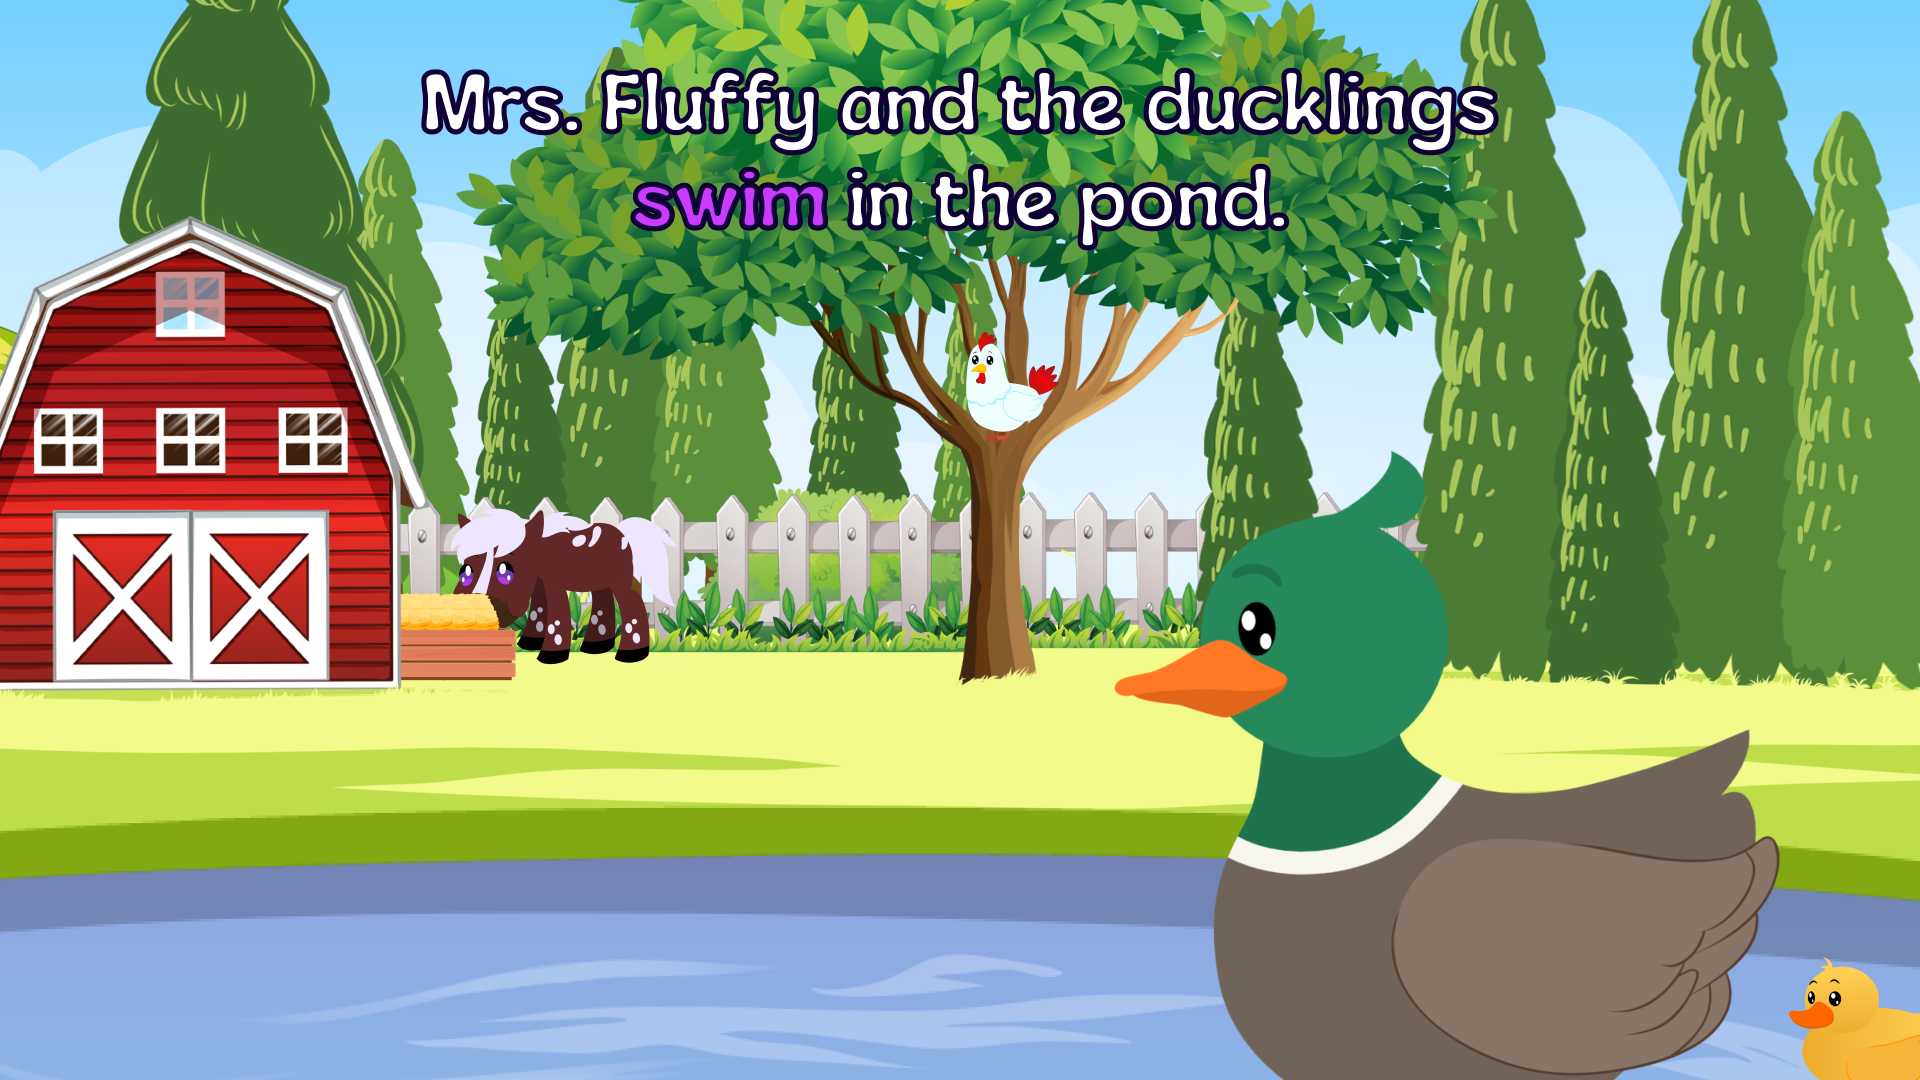 Mrs. Fluffy and the ducklings
swim in the pond.